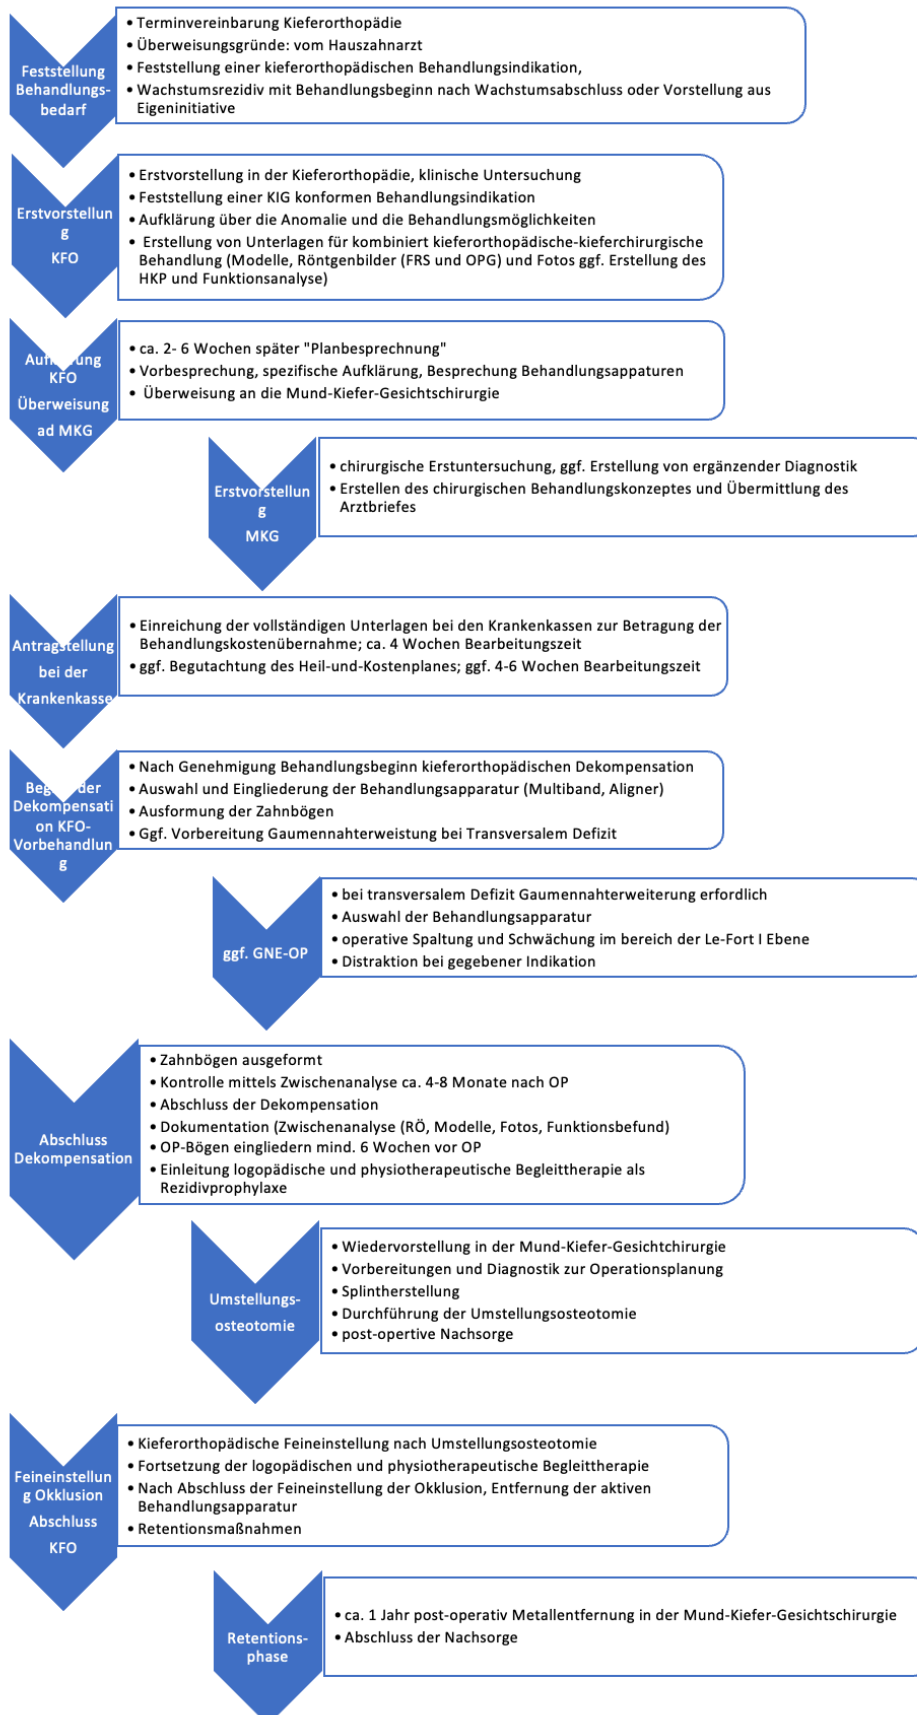 Feststellung
Behandlungs-
bedarf
• Terminvereinbarung Kieferorthopädie
• Überweisungsgründe: vom Hauszahnarzt
• Feststellung einer kieferorthopädischen Behandlungsindikation,
• Wachstumsrezidiv mit Behandlungsbeginn nach Wachstumsabschluss oder Vorstellung aus
Eigeninitiative
Erstvorstellun
g
KFO
• Erstvorstellung in der Kieferorthopädie, klinische Untersuchung
• Feststellung einer KIG konformen Behandlungsindikation
• Aufklärung über die Anomalie und die Behandlungsmöglichkeiten
• Erstellung von Unterlagen für kombiniert kieferorthopädische-kieferchirurgische
Behandlung (Modelle, Röntgenbilder (FRS und OPG) und Fotos ggf. Erstellung des
HKP und Funktionsanalyse)
Aufklärung
KFO
Überweisung
ad MKG
• ca. 2- 6 Wochen später "Planbesprechnung"
• Vorbesprechung, spezifische Aufklärung, Besprechung Behandlungsappaturen
• Überweisung an die Mund-Kiefer-Gesichtschirurgie
Erstvorstellun
g
MKG
• chirurgische Erstuntersuchung, ggf. Erstellung von ergänzender Diagnostik
• Erstellen des chirurgischen Behandlungskonzeptes und Übermittlung des
Arztbriefes
Antragstellung
bei der
Krankenkasse
• Einreichung der vollständigen Unterlagen bei den Krankenkassen zur Betragung der
Behandlungskostenübernahme; ca. 4 Wochen Bearbeitungszeit
• ggf. Begutachtung des Heil-und-Kostenplanes; ggf. 4-6 Wochen Bearbeitungszeit
Beginn der
Dekompensati
on KFO-
Vorbehandlun
g
• Nach Genehmigung Behandlungsbeginn kieferorthopädischen Dekompensation
• Auswahl und Eingliederung der Behandlungsapparatur (Multiband, Aligner)
• Ausformung der Zahnbögen
• Ggf. Vorbereitung Gaumennahterweistung bei Transversalem Defizit
ggf. GNE-OP
• bei transversalem Defizit Gaumennahterweiterung erfordlich
• Auswahl der Behandlungsapparatur
• operative Spaltung und Schwächung im bereich der Le-Fort I Ebene
• Distraktion bei gegebener Indikation
Abschluss
Dekompensation
• Zahnbögen ausgeformt
• Kontrolle mittels Zwischenanalyse ca. 4-8 Monate nach OP
• Abschluss der Dekompensation
• Dokumentation (Zwischenanalyse (RÖ, Modelle, Fotos, Funktionsbefund)
• OP-Bögen eingliedern mind. 6 Wochen vor OP
• Einleitung logopädische und physiotherapeutische Begleittherapie als
Rezidivprophylaxe
Umstellungs-
osteotomie
• Wiedervorstellung in der Mund-Kiefer-Gesichtchirurgie
• Vorbereitungen und Diagnostik zur Operationsplanung
• Splintherstellung
• Durchführung der Umstellungsosteotomie
• post-opertive Nachsorge
Feineinstellun
g Okklusion
Abschluss
KFO
• Kieferorthopädische Feineinstellung nach Umstellungsosteotomie
• Fortsetzung der logopädischen und physiotherapeutische Begleittherapie
• Nach Abschluss der Feineinstellung der Okklusion, Entfernung der aktiven
Behandlungsapparatur
• Retentionsmaßnahmen
Retentions-
phase
• ca. 1 Jahr post-operativ Metallentfernung in der Mund-Kiefer-Gesichtschirurgie
• Abschluss der Nachsorge